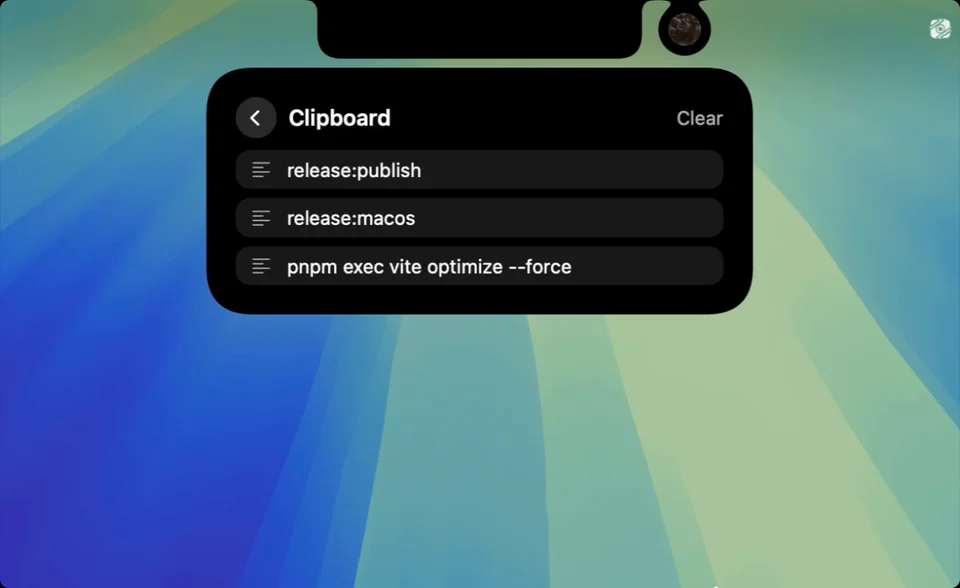 Clipboard
Clear
release:publish
release:macos
pnpm exec vite optimize --force